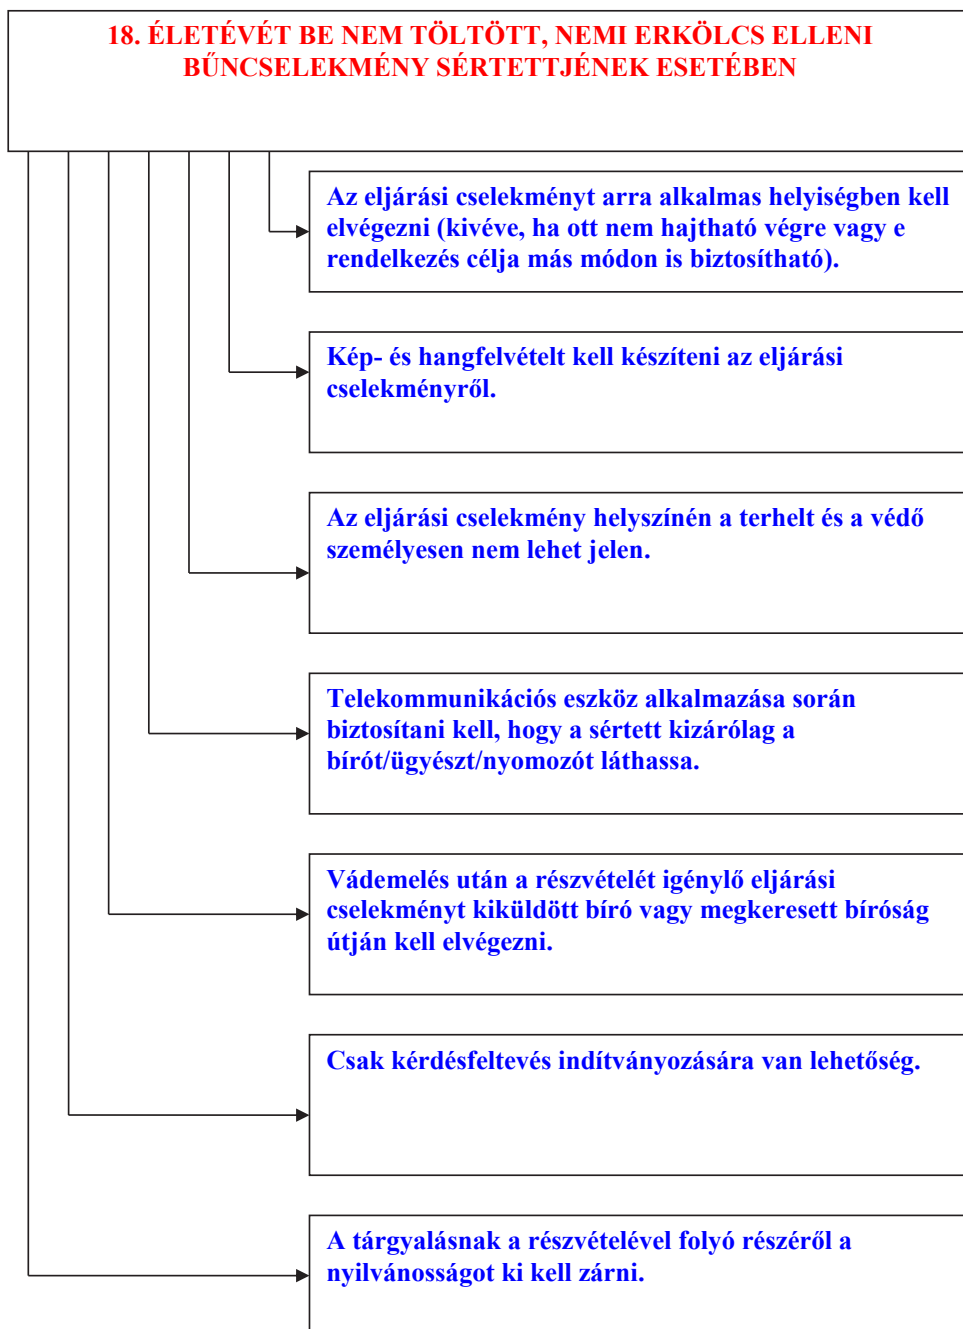 18. ÉLETÉVÉT BE NEM TÖLTÖTT, NEMI ERKÖLCS ELLENI
BŰNCSELEKMÉNY SÉRTETTJÉNEK ESETÉBEN
Az eljárási cselekményt arra alkalmas helyiségben kell
elvégezni (kivéve, ha ott nem hajtható végre vagy e
rendelkezés célja más módon is biztosítható).
Kép- és hangfelvételt kell készíteni az eljárási
cselekményről.
Az eljárási cselekmény helyszínén a terhelt és a védő
személyesen nem lehet jelen.
Telekommunikációs eszköz alkalmazása során
biztosítani kell, hogy a sértett kizárólag a
bírót/ügyészt/nyomozót láthassa.
Vádemelés után a részvételét igénylő eljárási
cselekményt kiküldött bíró vagy megkeresett bíróság
útján kell elvégezni.
Csak kérdésfeltevés indítványozására van lehetőség.
A tárgyalásnak a részvételével folyó részéről a
nyilvánosságot ki kell zárni.